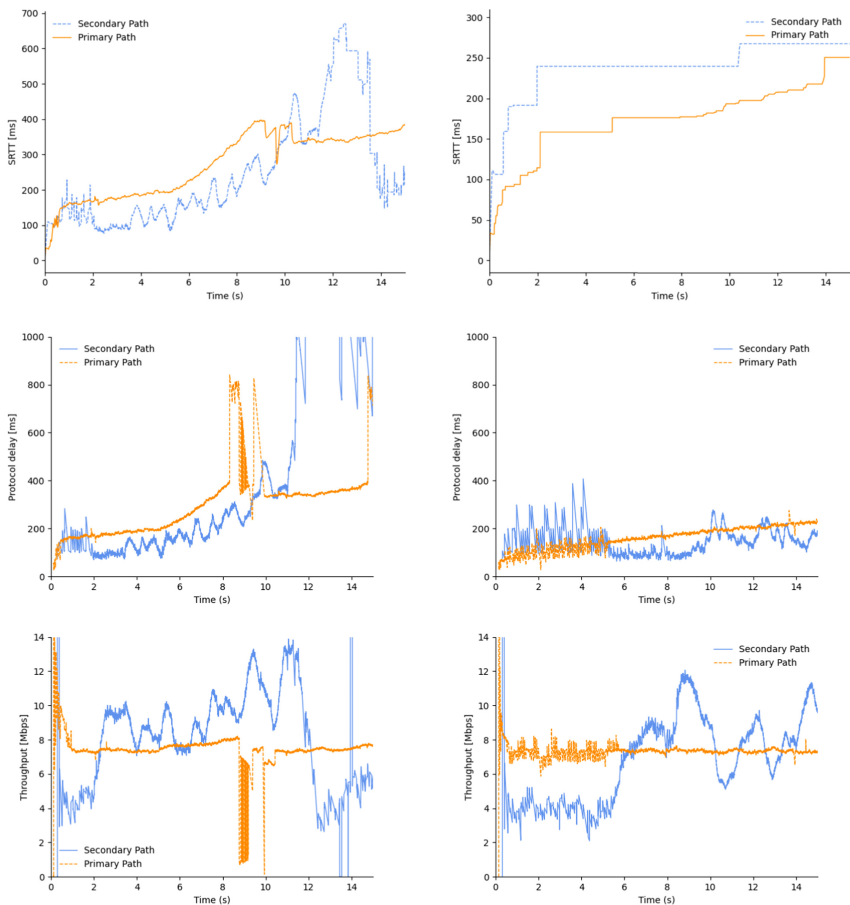 Secondary Path
Primary Path
700
600
500
400
300
200
100
0
SRTT [ms]
0 2 4 6 8 10 12 14
Time (s)
Secondary Path
Primary Path
300
250
200
150
100
50
0
SRTT [ms]
0 2 4 6 8 10 12 14
Time (s)
Secondary Path
Primary Path
1000
800
600
400
200
0
Protocol delay [ms]
0 2 4 6 8 10 12 14
Time (s)
Secondary Path
Primary Path
1000
800
600
400
200
0
Protocol delay [ms]
0 2 4 6 8 10 12 14
Time (s)
14
12
10
8
6
4
2
0
Throughput [Mbps]
Secondary Path
Primary Path
0 2 4 6 8 10 12 14
Time (s)
Secondary Path
Primary Path
14
12
10
8
6
4
2
0
Throughput [Mbps]
0 2 4 6 8 10 12 14
Time (s)